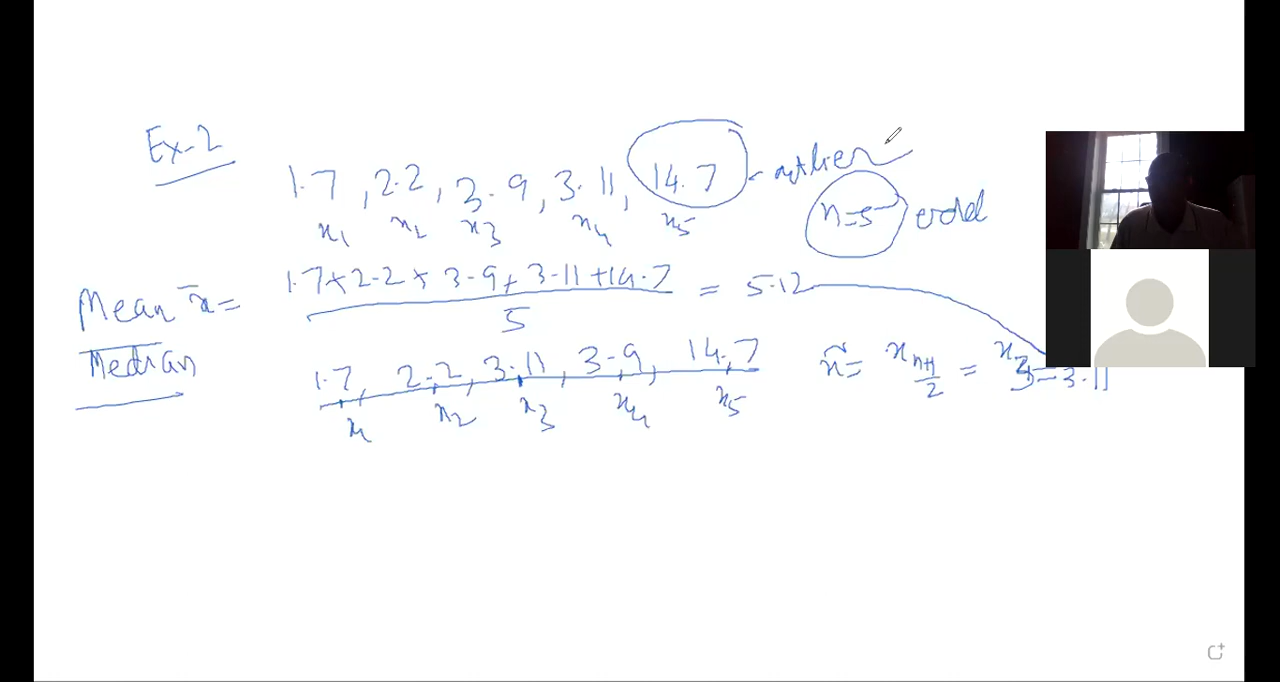 Ex-2
1.7, 2.2, 3.9, 3.11, 14.7 - outlier
x1 x2 x3 x4 x5
n=5 odd
Mean x̄ = (1.7+2.2+3.9+3.11+14.7)/5 = 5.12
Median
1.7, 2.2, 3.11, 3.9, 14.7
x̃ = x_(n+1)/2 = x3 = 3.11
x1 x2 x3 x4 x5